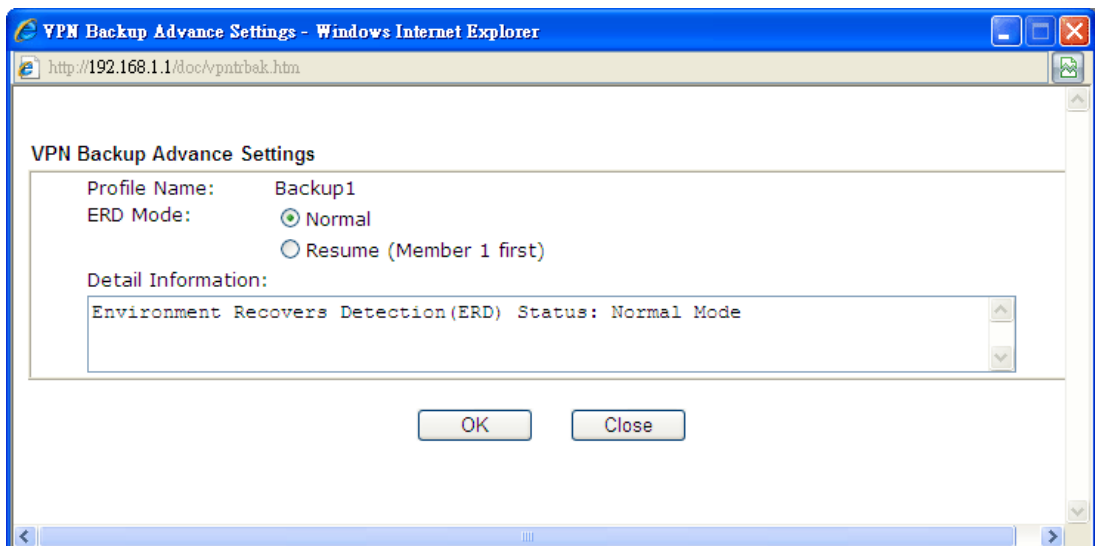 VPN Backup Advance Settings - Windows Internet Explorer
http://192.168.1.1/doc/vpntrbak.htm
VPN Backup Advance Settings
Profile Name: Backup1
ERD Mode: Normal
Resume (Member 1 first)
Detail Information:
Environment Recovers Detection(ERD) Status: Normal Mode
OK Close